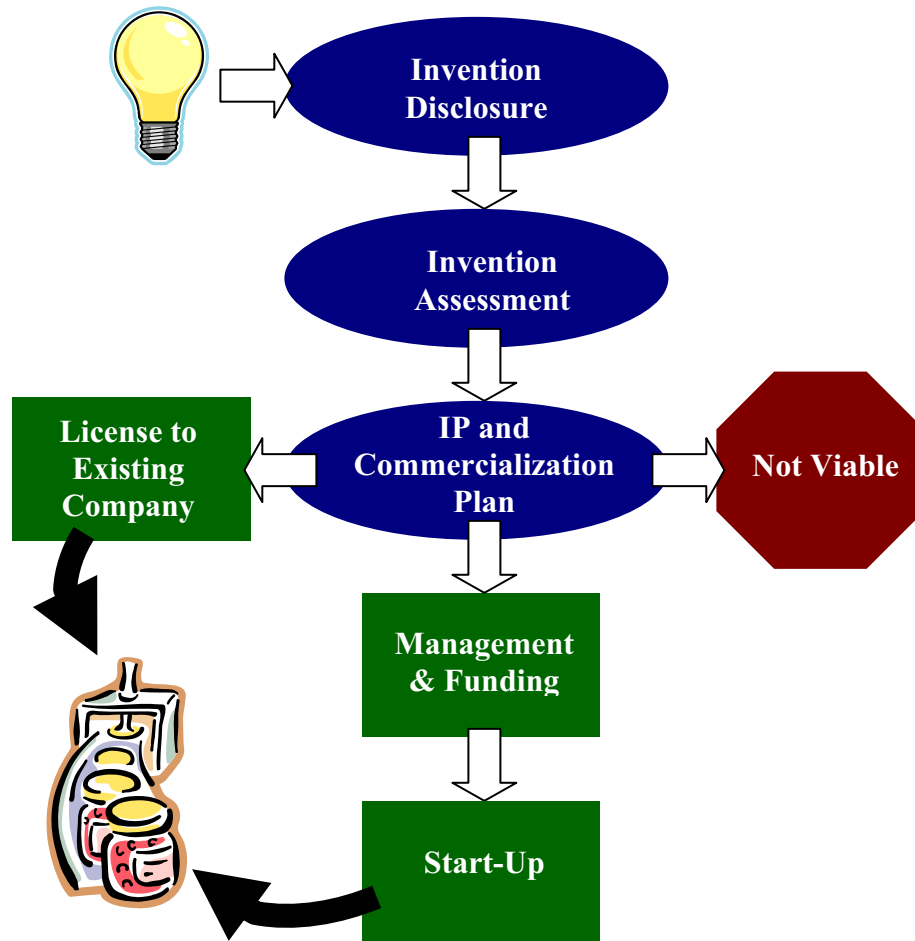 Invention
Disclosure
Invention
Assessment
IP and
Commercialization
Plan
License to
Existing
Company
Not Viable
Management
& Funding
Start-Up